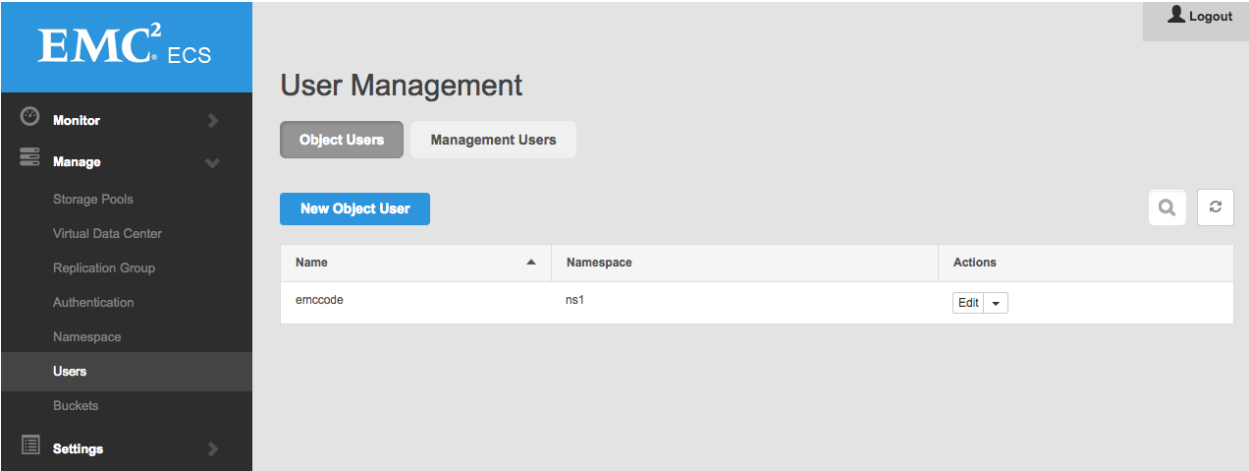 EMC² ECS
Logout
User Management
Monitor
Object Users Management Users
Manage
Storage Pools
New Object User
Virtual Data Center
Name Namespace Actions
Replication Group
emccode ns1 Edit
Authentication
Namespace
Users
Buckets
Settings